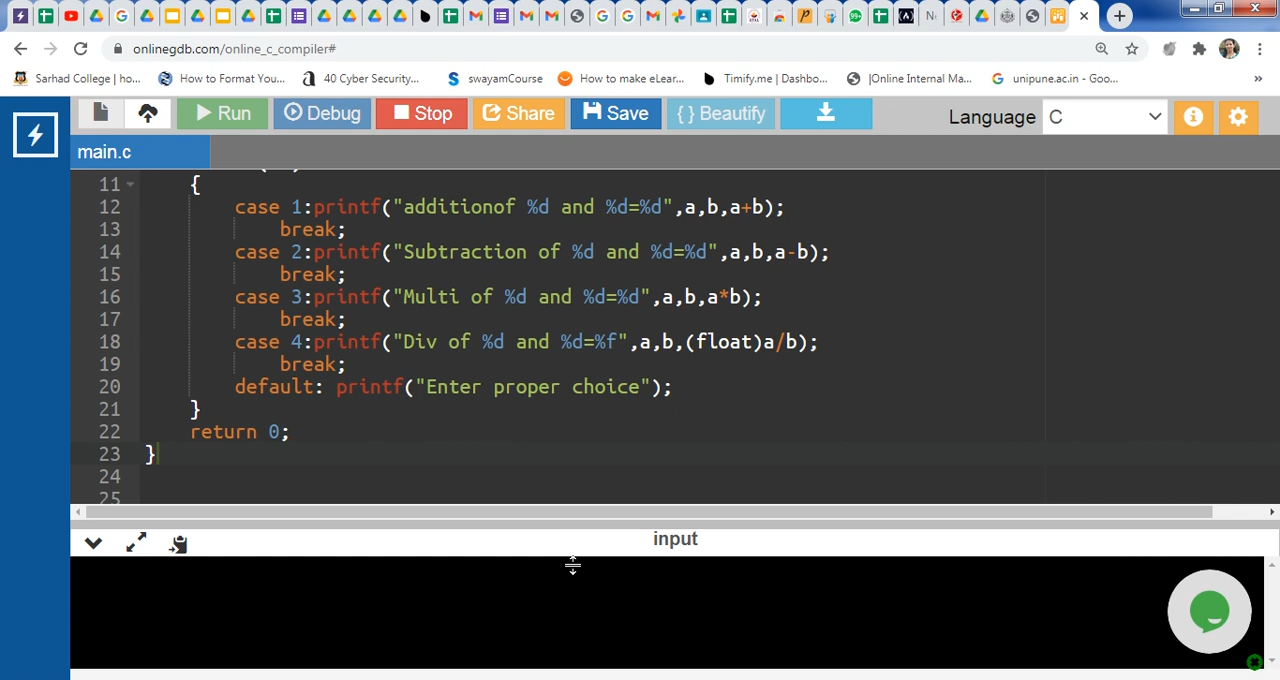 onlinegdb.com/online_c_compiler#
Sarhad College | ho... How to Format You... 40 Cyber Security... swayamCourse How to make eLear... Timify.me | Dashbo... |Online Internal Ma... unipune.ac.in - Goo... »
Run Debug Stop Share Save { } Beautify Language C
main.c
11 {
12 case 1:printf("additionof %d and %d=%d",a,b,a+b);
13 break;
14 case 2:printf("Subtraction of %d and %d=%d",a,b,a-b);
15 break;
16 case 3:printf("Multi of %d and %d=%d",a,b,a*b);
17 break;
18 case 4:printf("Div of %d and %d=%f",a,b,(float)a/b);
19 break;
20 default: printf("Enter proper choice");
21 }
22 return 0;
23 }
24
25
input